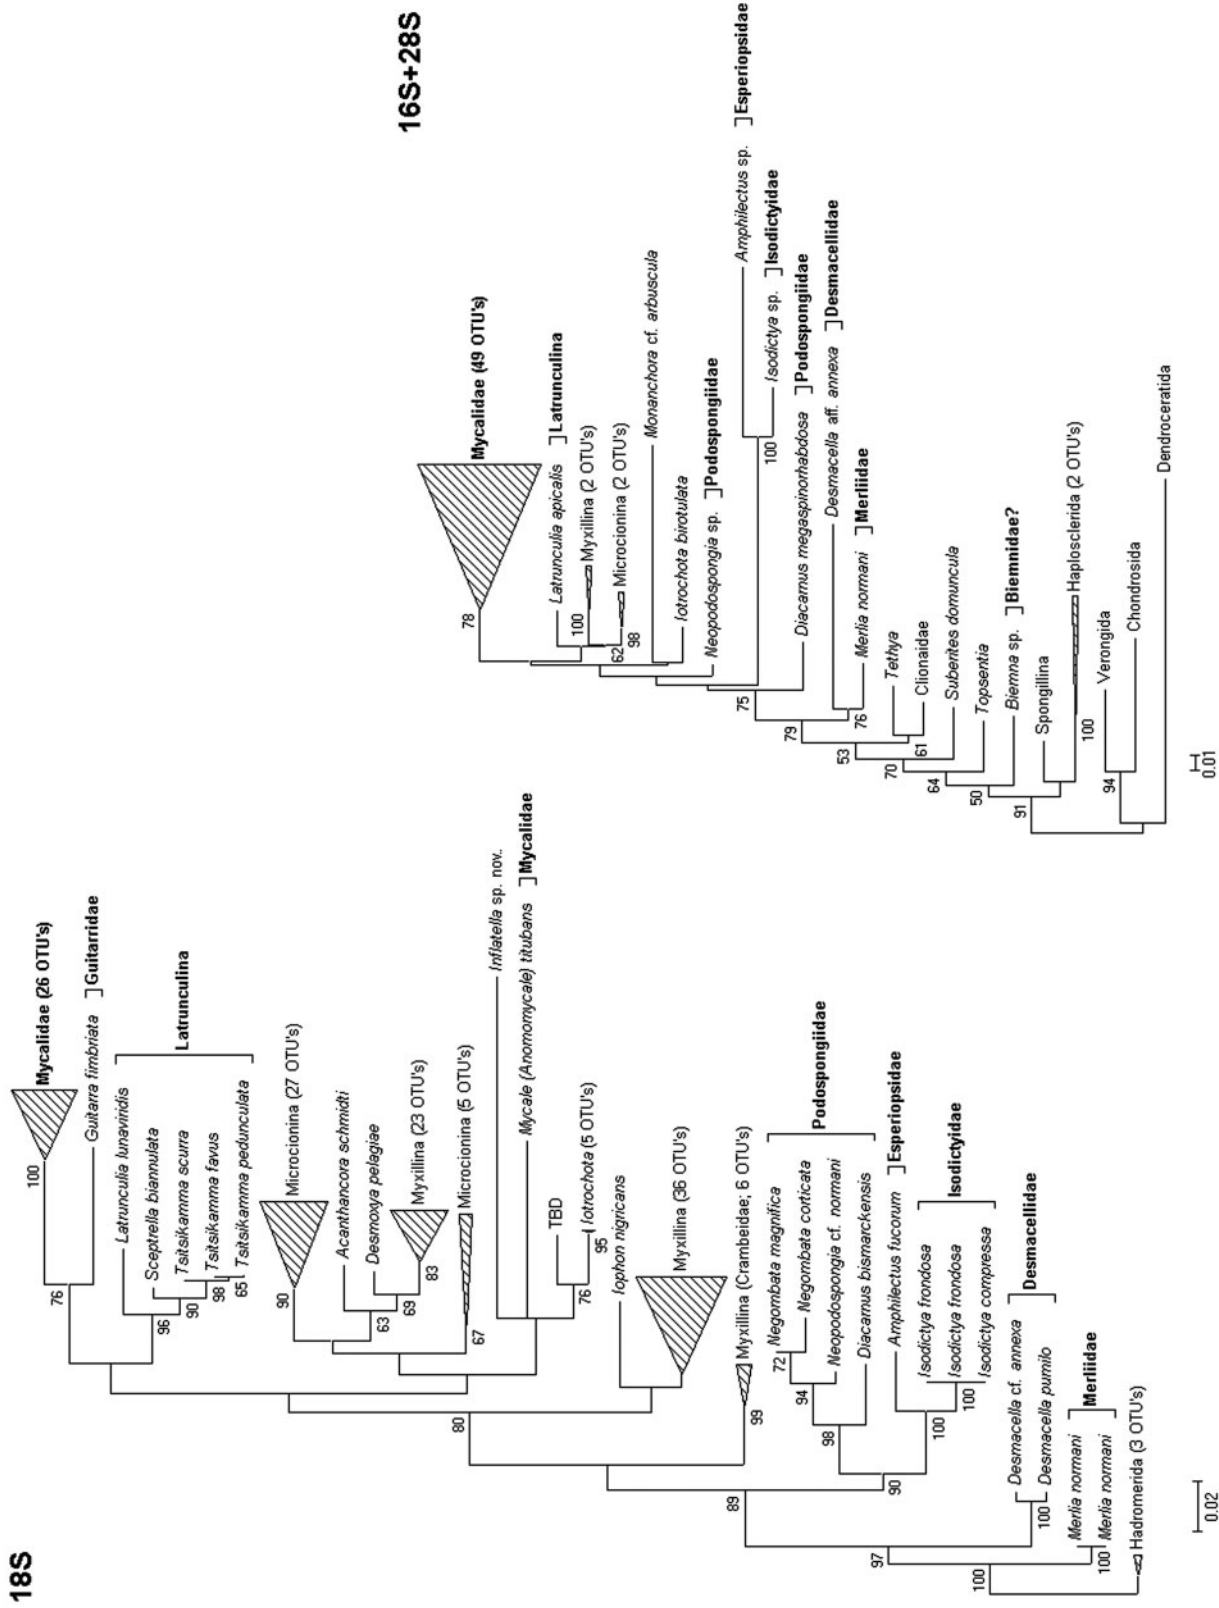 18S
Mycalidae (26 OTU's)
100
Guitarra fimbriata ]Guitarridae
76
Latrunculia lunaviridis
Sceptrella biannulata
Tsitsikamma scurra
Tsitsikamma favus
Tsitsikamma pedunculata
Latrunculina
96
90
98
65
Microcionina (27 OTU's)
90
Acanthancora schmidti
Desmoxya pelagiae
Myxillina (23 OTU's)
63
69
83
Microcionina (5 OTU's)
67
Inflatella sp. nov.
Mycale (Anomomycale) titubans ]Mycalidae
TBD
Iotrochota (5 OTU's)
76
95
80
Iophon nigricans
Myxillina (36 OTU's)
Myxillina (Crambeidae; 6 OTU's)
99
Negombata magnifica
Negombata corticata
Neopodospongia cf. normani
Diacarnus bismarckensis
Podospongiidae
72
94
98
89
90
Amphilectus fucorum ]Esperiopsidae
Isodictya frondosa
Isodictya frondosa
Isodictya compressa
Isodictyidae
100
100
Desmacella cf. annexa
Desmacella pumilo
Desmacellidae
100
97
Merlia normani
Merlia normani
Merliidae
100
100
Hadromerida (3 OTU's)
0.02
16S+28S
Mycalidae (49 OTU's)
78
Latrunculia apicalis ]Latrunculina
Myxillina (2 OTU's)
100
Microcionina (2 OTU's)
62
98
Monanchora cf. arbuscula
Iotrochota birotulata
Neopodospongia sp. ]Podospongiidae
Amphilectus sp. ]Esperiopsidae
Isodictya sp. ]Isodictyidae
100
75
Diacarnus megaspinorhabdosa ]Podospongiidae
79
Desmacella aff. annexa ]Desmacellidae
Merlia normani ]Merliidae
76
53
Tethya
Clionaidae
61
70
Suberites domuncula
64
Topsentia
50
Biemna sp. ]Biemnidae?
91
Spongillina
Haplosclerida (2 OTU's)
100
Verongida
94
Chondrosida
Dendroceratida
0.01